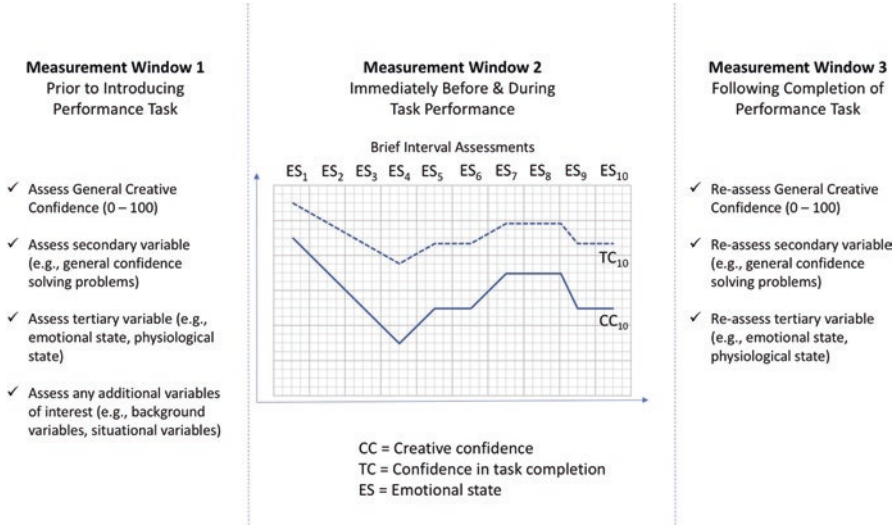 Measurement Window 1
Prior to Introducing
Performance Task
✓ Assess General Creative
Confidence (0 – 100)
✓ Assess secondary variable
(e.g., general confidence
solving problems)
✓ Assess tertiary variable (e.g.,
emotional state, physiological
state)
✓ Assess any additional variables
of interest (e.g., background
variables, situational variables)
Measurement Window 2
Immediately Before & During
Task Performance
Brief Interval Assessments
ES₁ ES₂ ES₃ ES₄ ES₅ ES₆ ES₇ ES₈ ES₉ ES₁₀
TC₁₀
CC₁₀
CC = Creative confidence
TC = Confidence in task completion
ES = Emotional state
Measurement Window 3
Following Completion of
Performance Task
✓ Re-assess General Creative
Confidence (0 – 100)
✓ Re-assess secondary variable
(e.g., general confidence
solving problems)
✓ Re-assess tertiary variable
(e.g., emotional state,
physiological state)